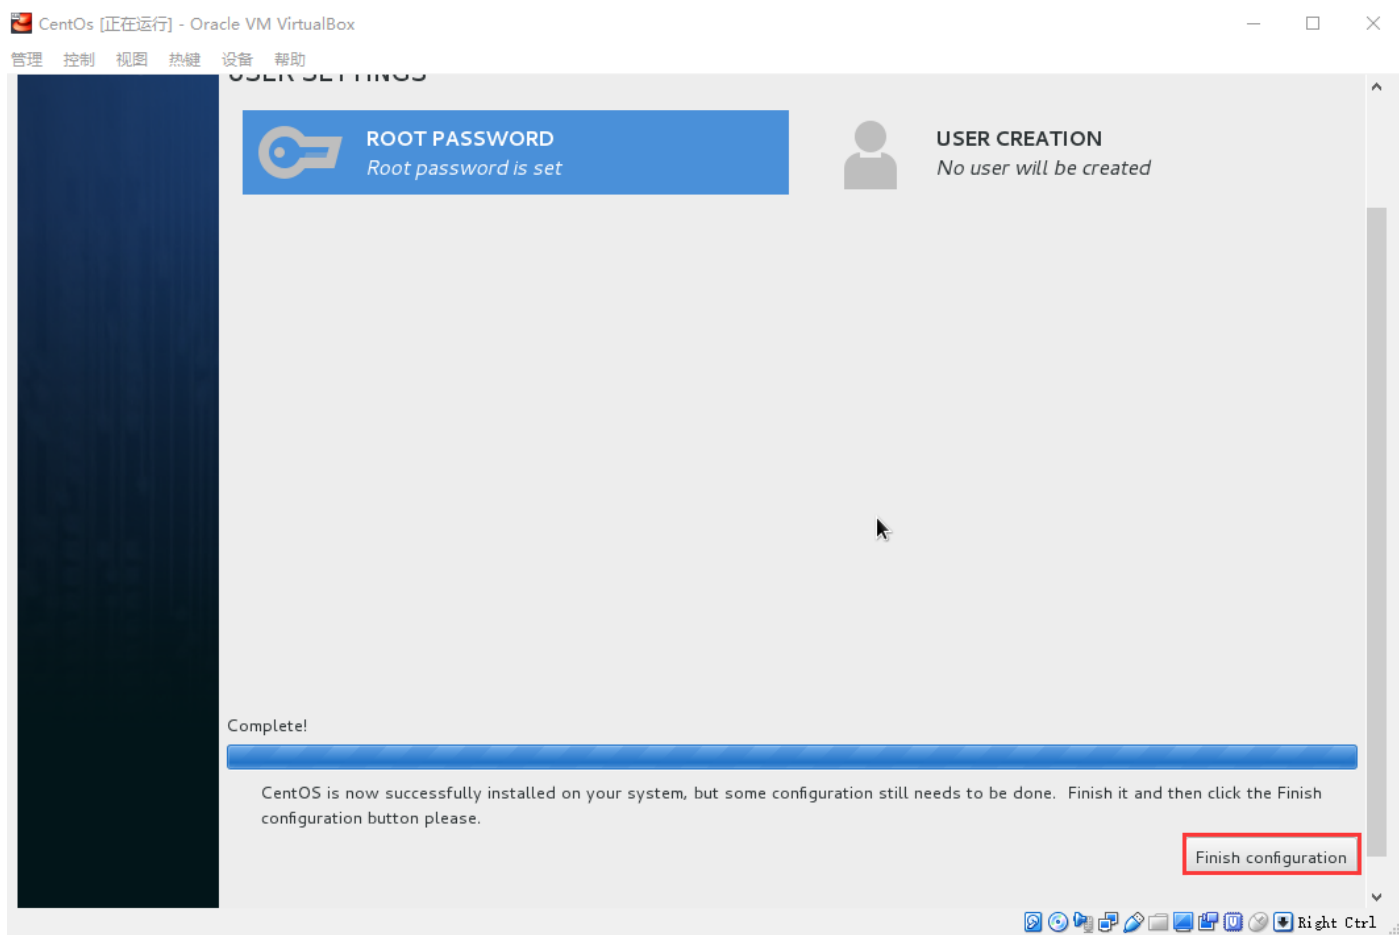 CentOs [正在运行] - Oracle VM VirtualBox
管理 控制 视图 热键 设备 帮助
USER SETTINGS
ROOT PASSWORD
Root password is set
USER CREATION
No user will be created
Complete!
CentOS is now successfully installed on your system, but some configuration still needs to be done. Finish it and then click the Finish
configuration button please.
Finish configuration
Right Ctrl